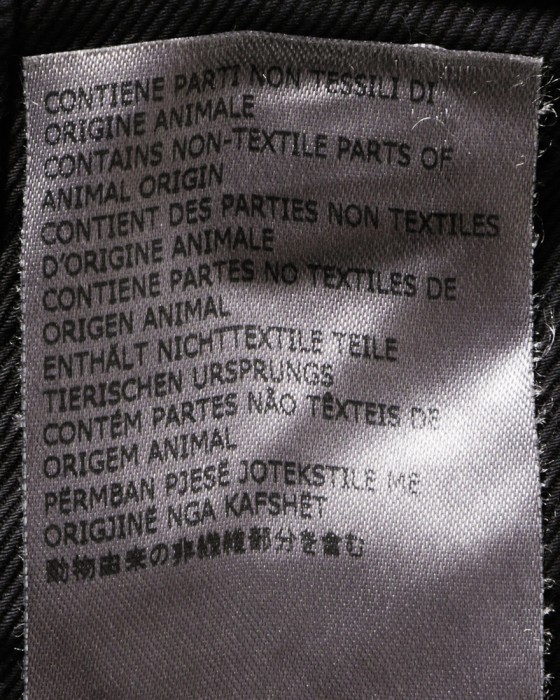 CONTIENE PARTI NON TESSILI DI
ORIGINE ANIMALE
CONTAINS NON-TEXTILE PARTS OF
ANIMAL ORIGIN
CONTIENT DES PARTIES NON TEXTILES
D'ORIGINE ANIMALE
CONTIENE PARTES NO TEXTILES DE
ORIGEN ANIMAL
ENTHÄLT NICHTTEXTILE TEILE
TIERISCHEN URSPRUNGS
CONTÉM PARTES NÃO TÊXTEIS DE
ORIGEM ANIMAL
PËRMBAN PJESË JOTEKSTILE ME
ORIGJINË NGA KAFSHËT
動物由来の非繊維部分を含む